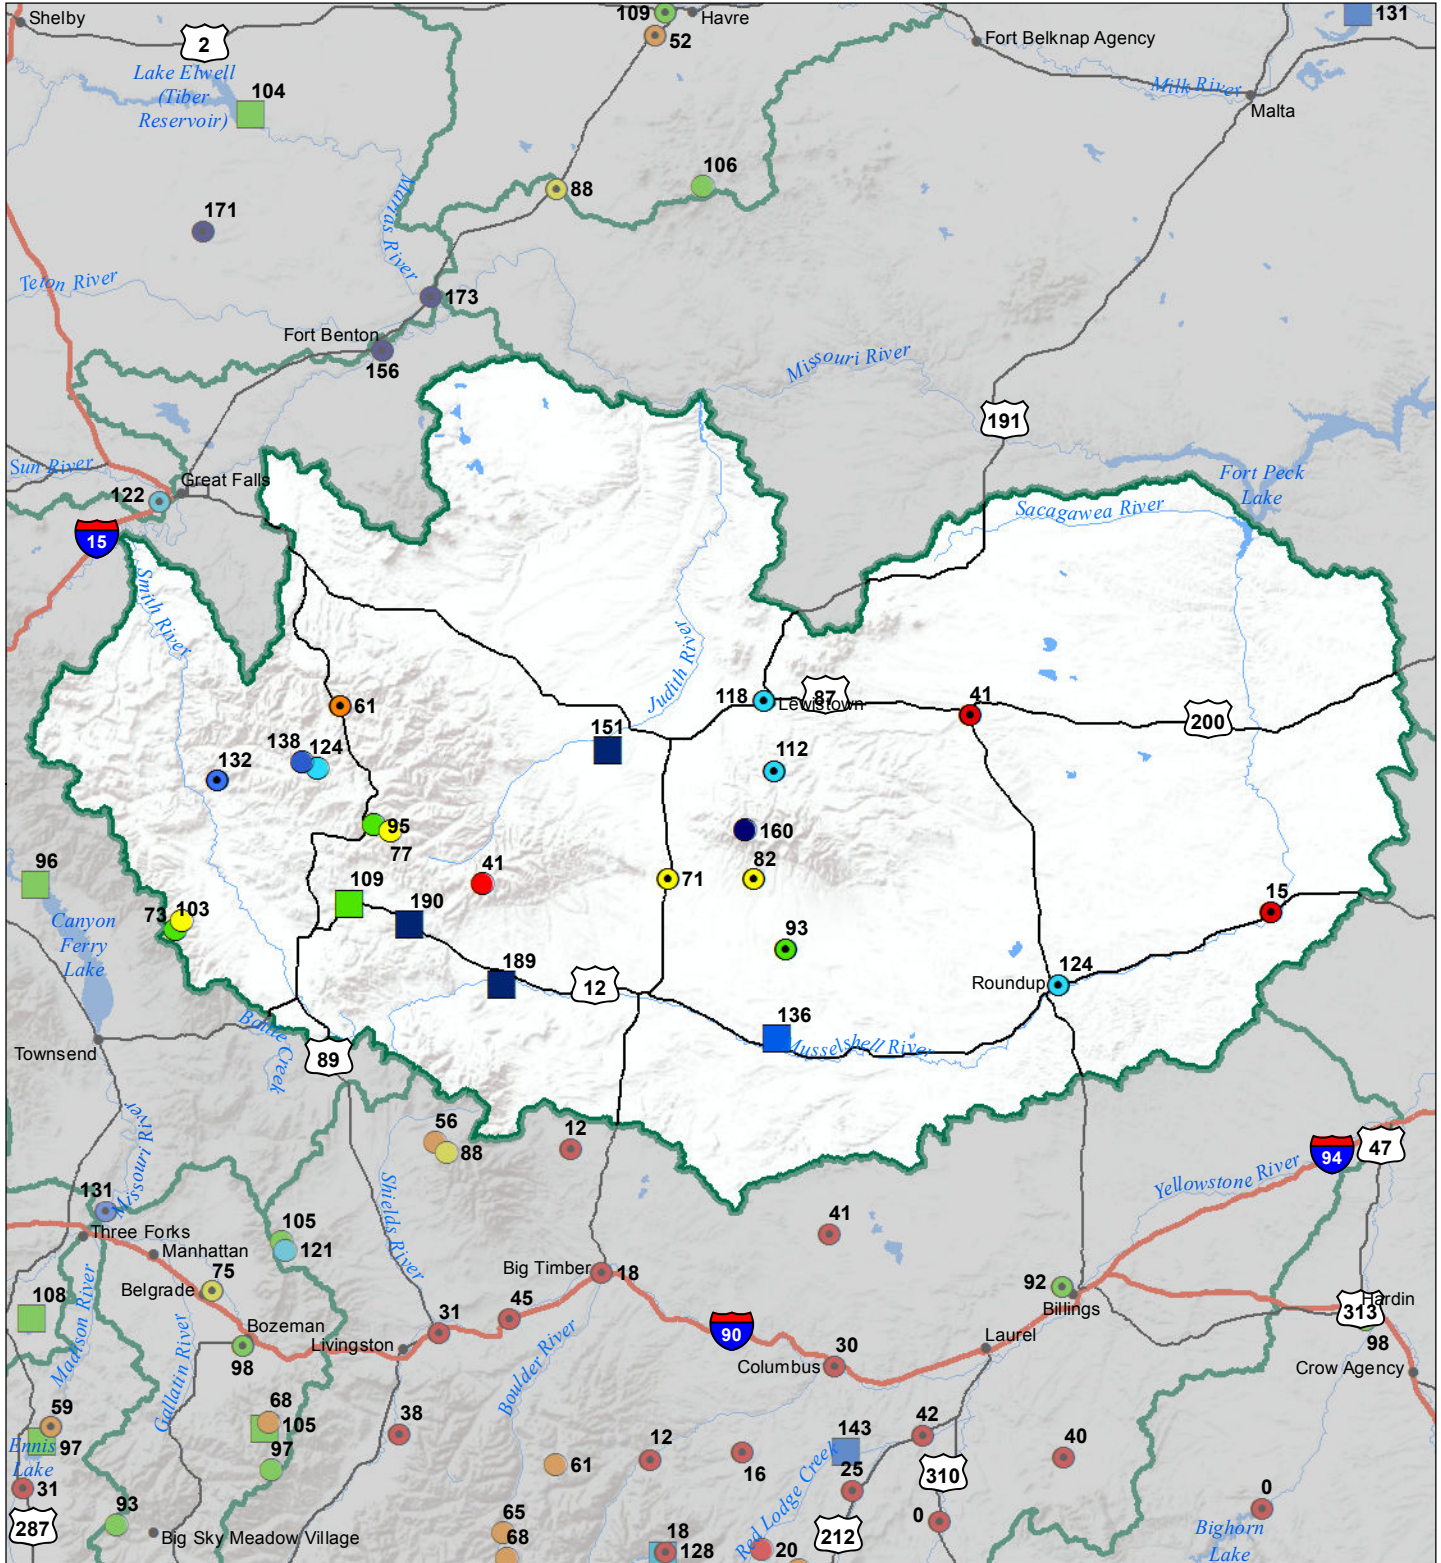 Shelby
2
109
Havre
52
131
Fort Belknap Agency
Lake Elwell
(Tiber
Reservoir)
104
Milk River
Malta
106
88
Marias River
171
Teton River
173
Fort Benton
156
Missouri River
191
Sun River
Great Falls
122
15
Fort Peck
Lake
Sacagawea River
Smith River
Judith River
61
118
87
Lewistown
41
200
151
138
124
132
112
95
77
160
82
71
41
96
109
190
73
103
15
Canyon
Ferry
Lake
93
189
12
124
Roundup
136
Musselshell River
Battle Creek
Townsend
89
Missouri River
56
88
12
94
47
Yellowstone River
131
Three Forks
Shields River
105
121
41
Manhattan
75
Belgrade
Big Timber
18
92
Billings
108
Madison River
Gallatin River
Bozeman
98
Livingston
31
45
Boulder River
90
30
Columbus
Laurel
313
Hardin
98
Crow Agency
59
97
Ennis
Lake
31
68
105
97
38
12
16
143
42
40
61
Red Lodge Creek
25
310
0
0
287
93
Big Sky Meadow Village
65
68
18
128
20
212
Bighorn
Lake